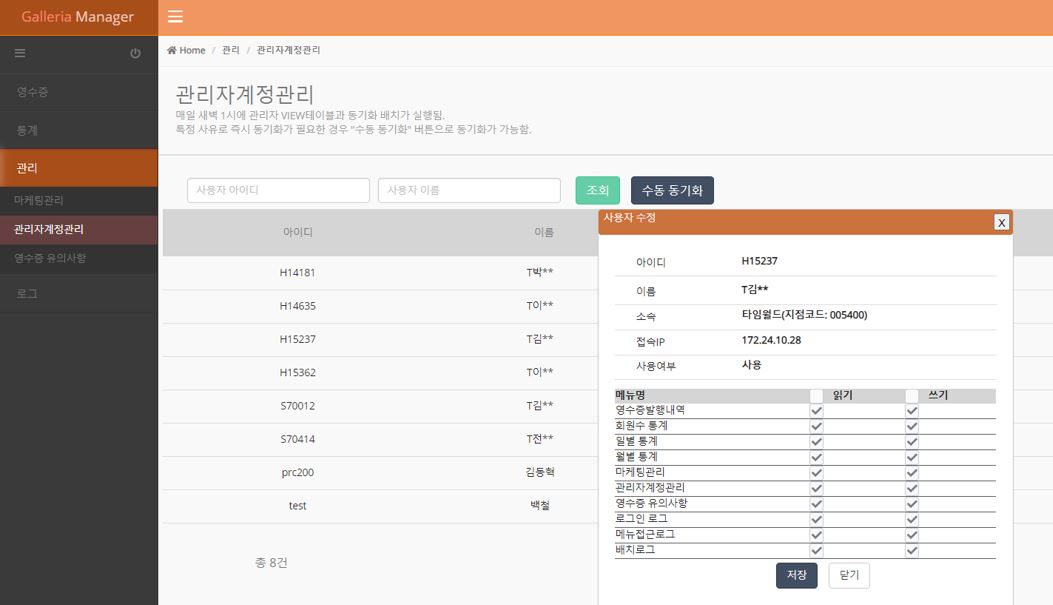 Galleria Manager
영수증
통계
관리
마케팅관리
관리자계정관리
영수증 유의사항
로그
Home / 관리 / 관리자계정관리
관리자계정관리
매일 새벽 1시에 관리자 VIEW테이블과 동기화 배치가 실행됨.
특정 사유로 즉시 동기화가 필요한 경우 "수동 동기화" 버튼으로 동기화가 가능함.
사용자 아이디 사용자 이름 조회 수동 동기화
아이디 이름
H14181 T박**
H14635 T이**
H15237 T김**
H15362 T이**
S70012 T김**
S70414 T전**
prc200 김동혁
test 백철
총 8건
사용자 수정 X
아이디 H15237
이름 T김**
소속 타임월드(지점코드: 005400)
접속IP 172.24.10.28
사용여부 사용
메뉴명 읽기 쓰기
영수증발행내역
회원수 통계
일별 통계
월별 통계
마케팅관리
관리자계정관리
영수증 유의사항
로그인 로그
메뉴접근로그
배치로그
저장 닫기